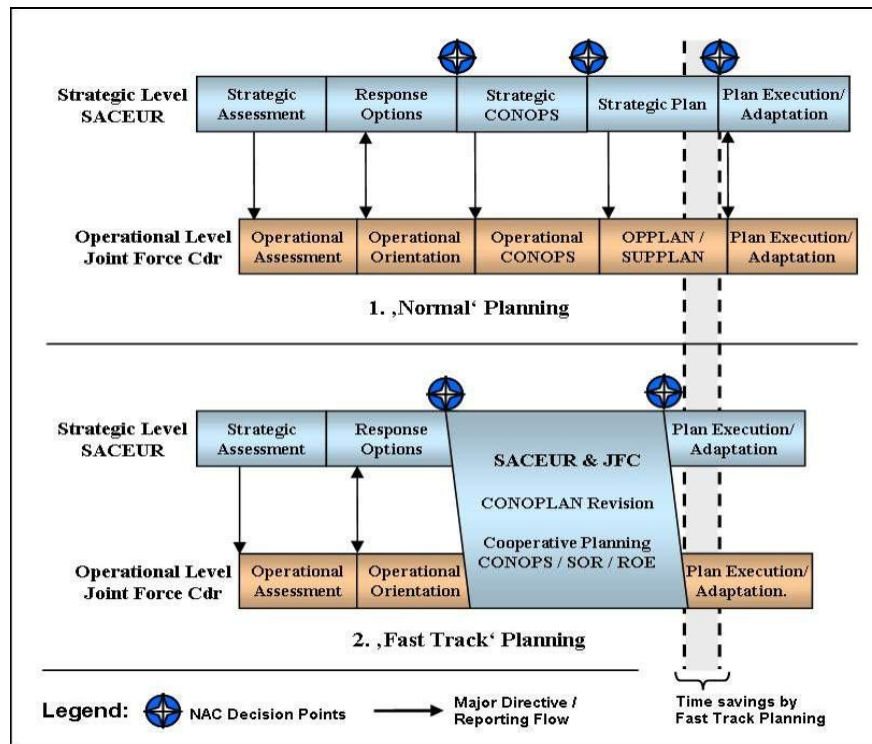 Strategic Level
SACEUR
Strategic
Assessment
Response
Options
Strategic
CONOPS
Strategic Plan
Plan Execution/
Adaptation
Operational Level
Joint Force Cdr
Operational
Assessment
Operational
Orientation
Operational
CONOPS
OPPLAN /
SUPPLAN
Plan Execution/
Adaptation
1. ‚Normal‘ Planning
Strategic Level
SACEUR
Strategic
Assessment
Response
Options
SACEUR & JFC
CONOPLAN Revision
Cooperative Planning
CONOPS / SOR / ROE
Plan Execution/
Adaptation
Operational Level
Joint Force Cdr
Operational
Assessment
Operational
Orientation
Plan Execution/
Adaptation.
2. ‚Fast Track‘ Planning
Legend:
NAC Decision Points
Major Directive /
Reporting Flow
Time savings by
Fast Track Planning